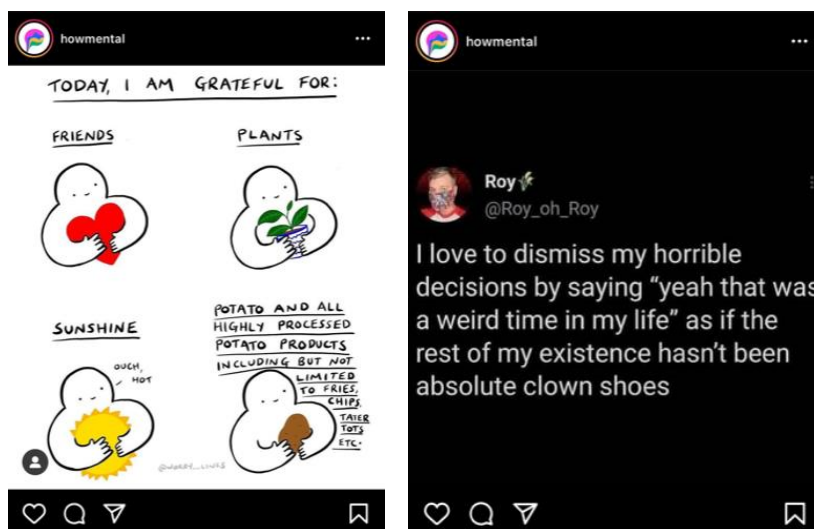 howmental
TODAY, I AM GRATEFUL FOR:
FRIENDS
PLANTS
SUNSHINE
OUCH,
HOT
POTATO AND ALL
HIGHLY PROCESSED
POTATO PRODUCTS
INCLUDING BUT NOT
LIMITED
TO FRIES,
CHIPS,
TATER
TOTS
ETC.
howmental
Roy
@Roy_oh_Roy
I love to dismiss my horrible
decisions by saying “yeah that was
a weird time in my life” as if the
rest of my existence hasn’t been
absolute clown shoes